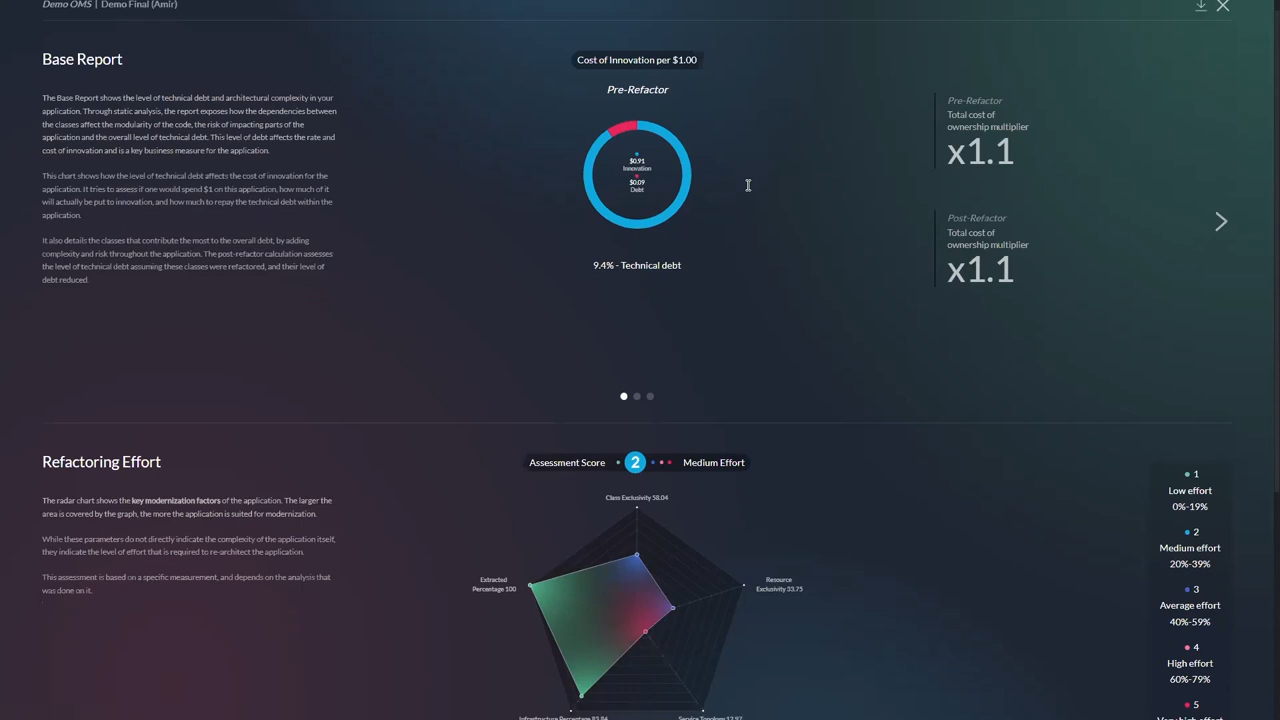 Demo OMS | Demo Final (Amir)
Base Report
The Base Report shows the level of technical debt and architectural complexity in your
application. Through static analysis, the report exposes how the dependencies between
the classes affect the modularity of the code, the risk of impacting parts of the
application and the overall level of technical debt. This level of debt affects the rate and
cost of innovation and is a key business measure for the application.
This chart shows how the level of technical debt affects the cost of innovation for the
application. It tries to assess if one would spend $1 on this application, how much of it
will actually be put to innovation, and how much to repay the technical debt within the
application.
It also details the classes that contribute the most to the overall debt, by adding
complexity and risk throughout the application. The post-refactor calculation assesses
the level of technical debt assuming these classes were refactored, and their level of
debt reduced.
Cost of Innovation per $1.00
Pre-Refactor
$0.91
Innovation
$0.09
Debt
9.4% - Technical debt
Pre-Refactor
Total cost of
ownership multiplier
x1.1
Post-Refactor
Total cost of
ownership multiplier
x1.1
Refactoring Effort
The radar chart shows the key modernization factors of the application. The larger the
area is covered by the graph, the more the application is suited for modernization.
While these parameters do not directly indicate the complexity of the application itself,
they indicate the level of effort that is required to re-architect the application.
This assessment is based on a specific measurement, and depends on the analysis that
was done on it.
Assessment Score 2 Medium Effort
Class Exclusivity 58.04
Resource
Exclusivity 33.75
Extracted
Percentage 100
Infrastructure Percentage 83.84
Service Topology 12.97
1
Low effort
0%-19%
2
Medium effort
20%-39%
3
Average effort
40%-59%
4
High effort
60%-79%
5
Very high effort